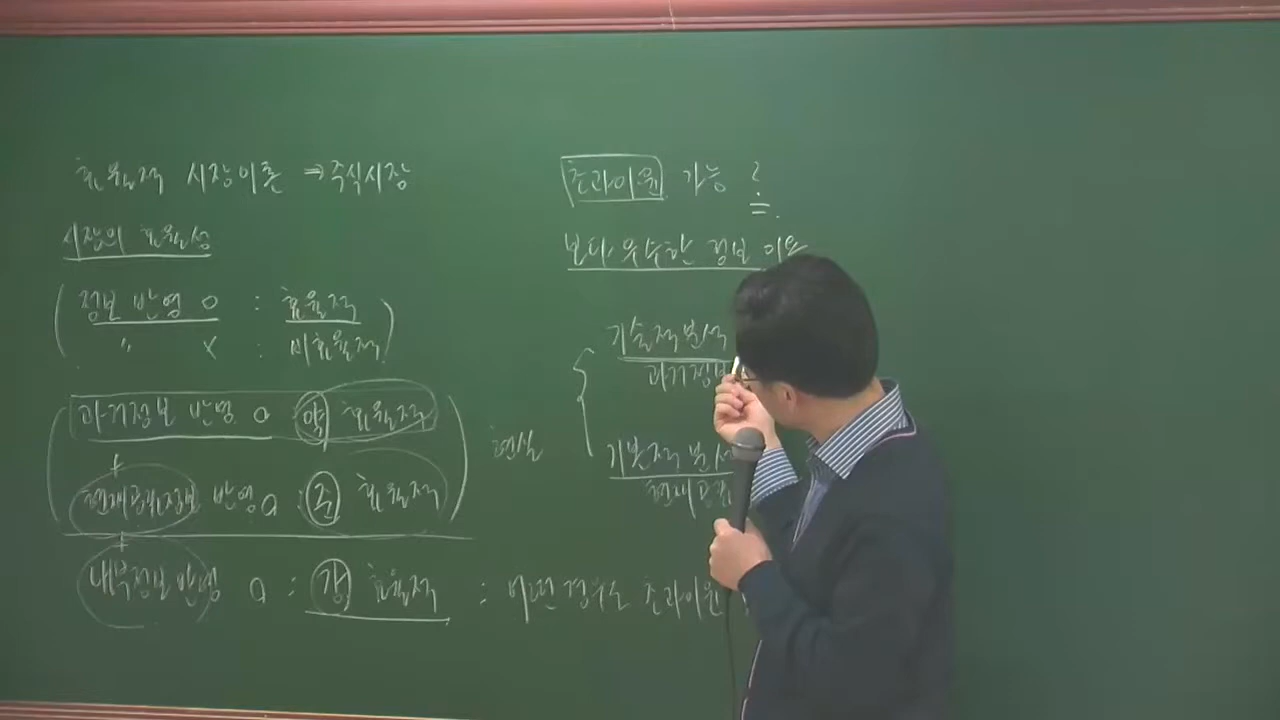 효율적 시장이론 ⇒ 주식시장
시장의 효율성
정보 반영 O : 효율적
〃 X : 비효율적
과거정보 반영 O 약 효율적
+
현재공개정보 반영 O : 준 효율적
+
내부정보 반영 O : 강 효율적 : 어떤 경우도 초과이윤
현실
초과이윤 가능 ?
보다 우수한 정보 이용
기술적 분석
과거정보
기본적 분석
현재공개